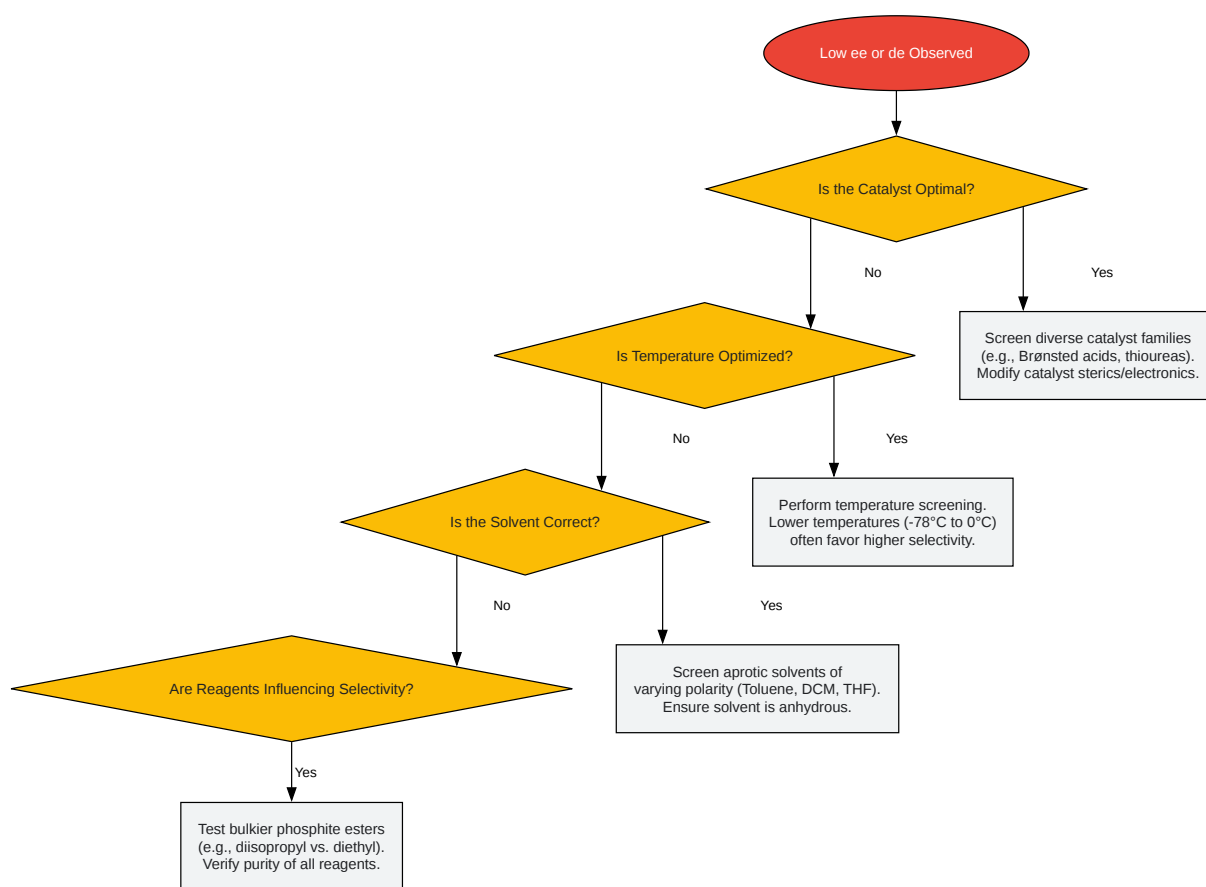 Low ee or de Observed
Is the Catalyst Optimal?
No
Yes
Screen diverse catalyst families
(e.g., Brønsted acids, thioureas).
Modify catalyst sterics/electronics.
Is Temperature Optimized?
No
Yes
Perform temperature screening.
Lower temperatures (-78°C to 0°C)
often favor higher selectivity.
Is the Solvent Correct?
No
Yes
Screen aprotic solvents of
varying polarity (Toluene, DCM, THF).
Ensure solvent is anhydrous.
Are Reagents Influencing Selectivity?
Yes
Test bulkier phosphite esters
(e.g., diisopropyl vs. diethyl).
Verify purity of all reagents.